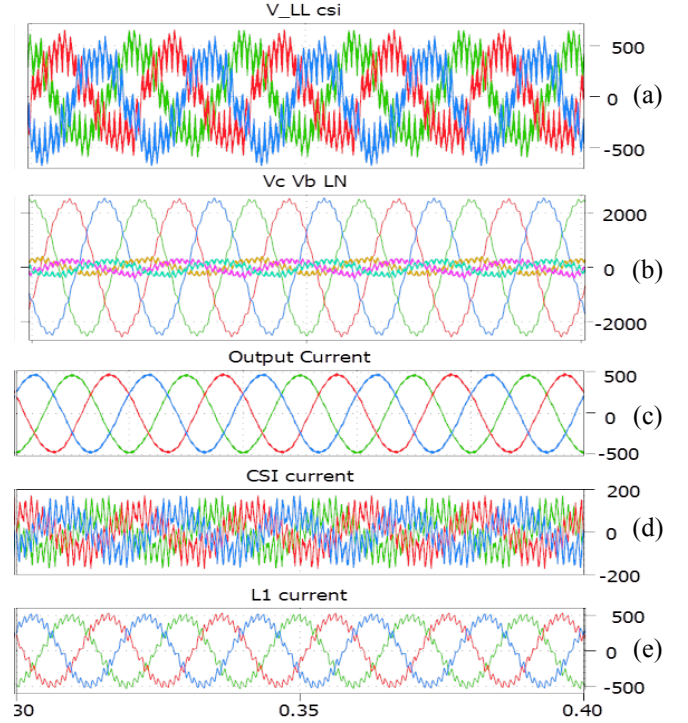 V_LL csi
500
0
-500
(a)
Vc Vb LN
2000
0
-2000
(b)
Output Current
500
0
-500
(c)
CSI current
200
0
-200
(d)
L1 current
500
0
-500
(e)
30
0.35
0.40